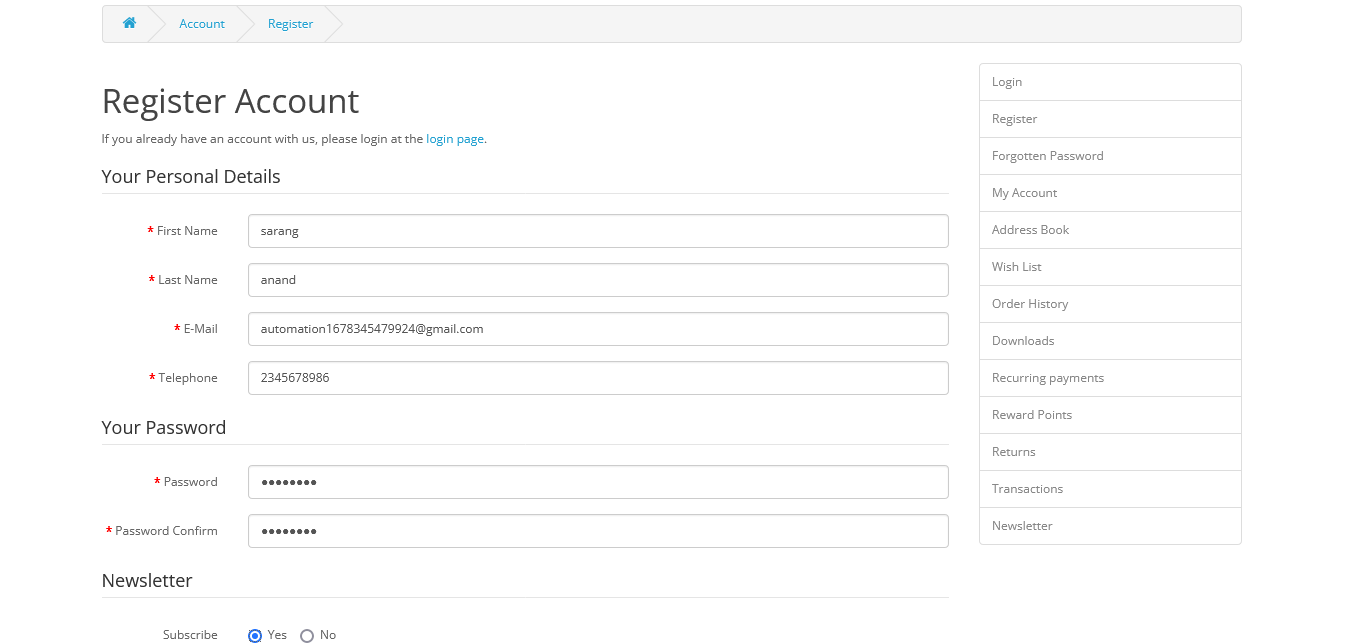 Account
Register
Register Account
If you already have an account with us, please login at the login page.
Your Personal Details
* First Name
sarang
* Last Name
anand
* E-Mail
automation1678345479924@gmail.com
* Telephone
2345678986
Your Password
* Password
••••••••
* Password Confirm
••••••••
Newsletter
Subscribe
Yes
No
Login
Register
Forgotten Password
My Account
Address Book
Wish List
Order History
Downloads
Recurring payments
Reward Points
Returns
Transactions
Newsletter